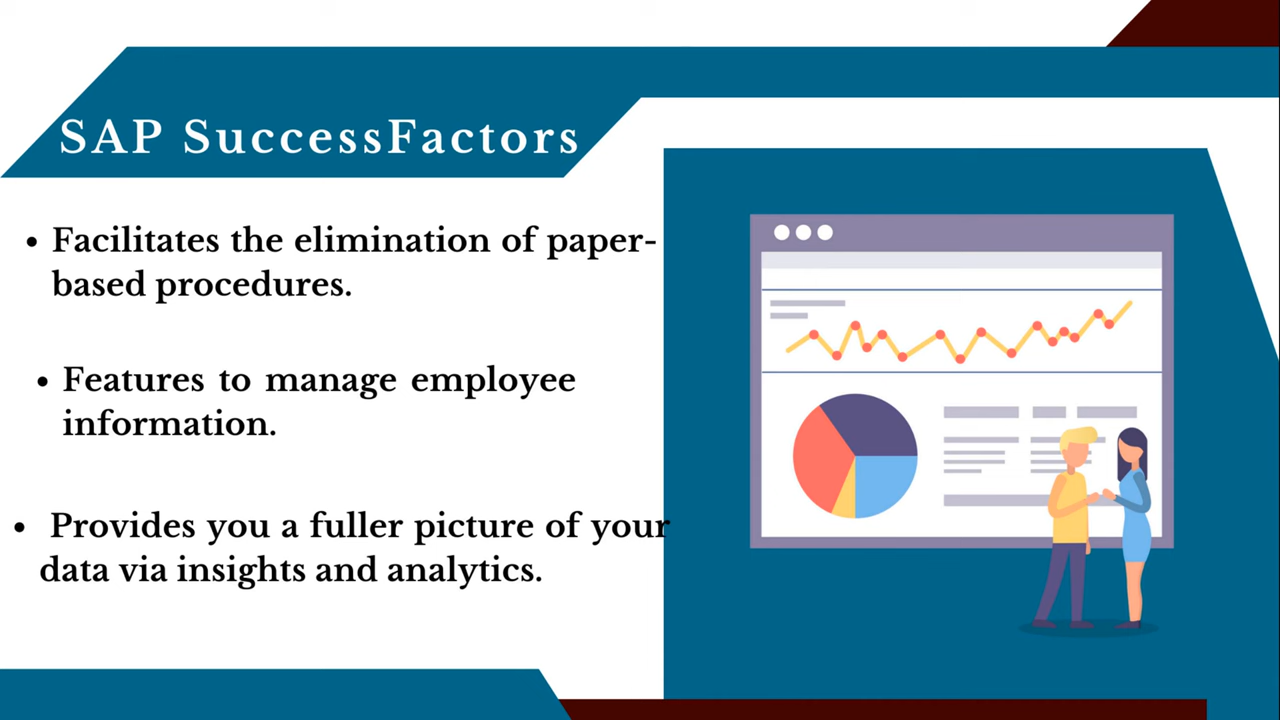 SAP SuccessFactors
• Facilitates the elimination of paper-
based procedures.
• Features to manage employee
information.
• Provides you a fuller picture of your
data via insights and analytics.